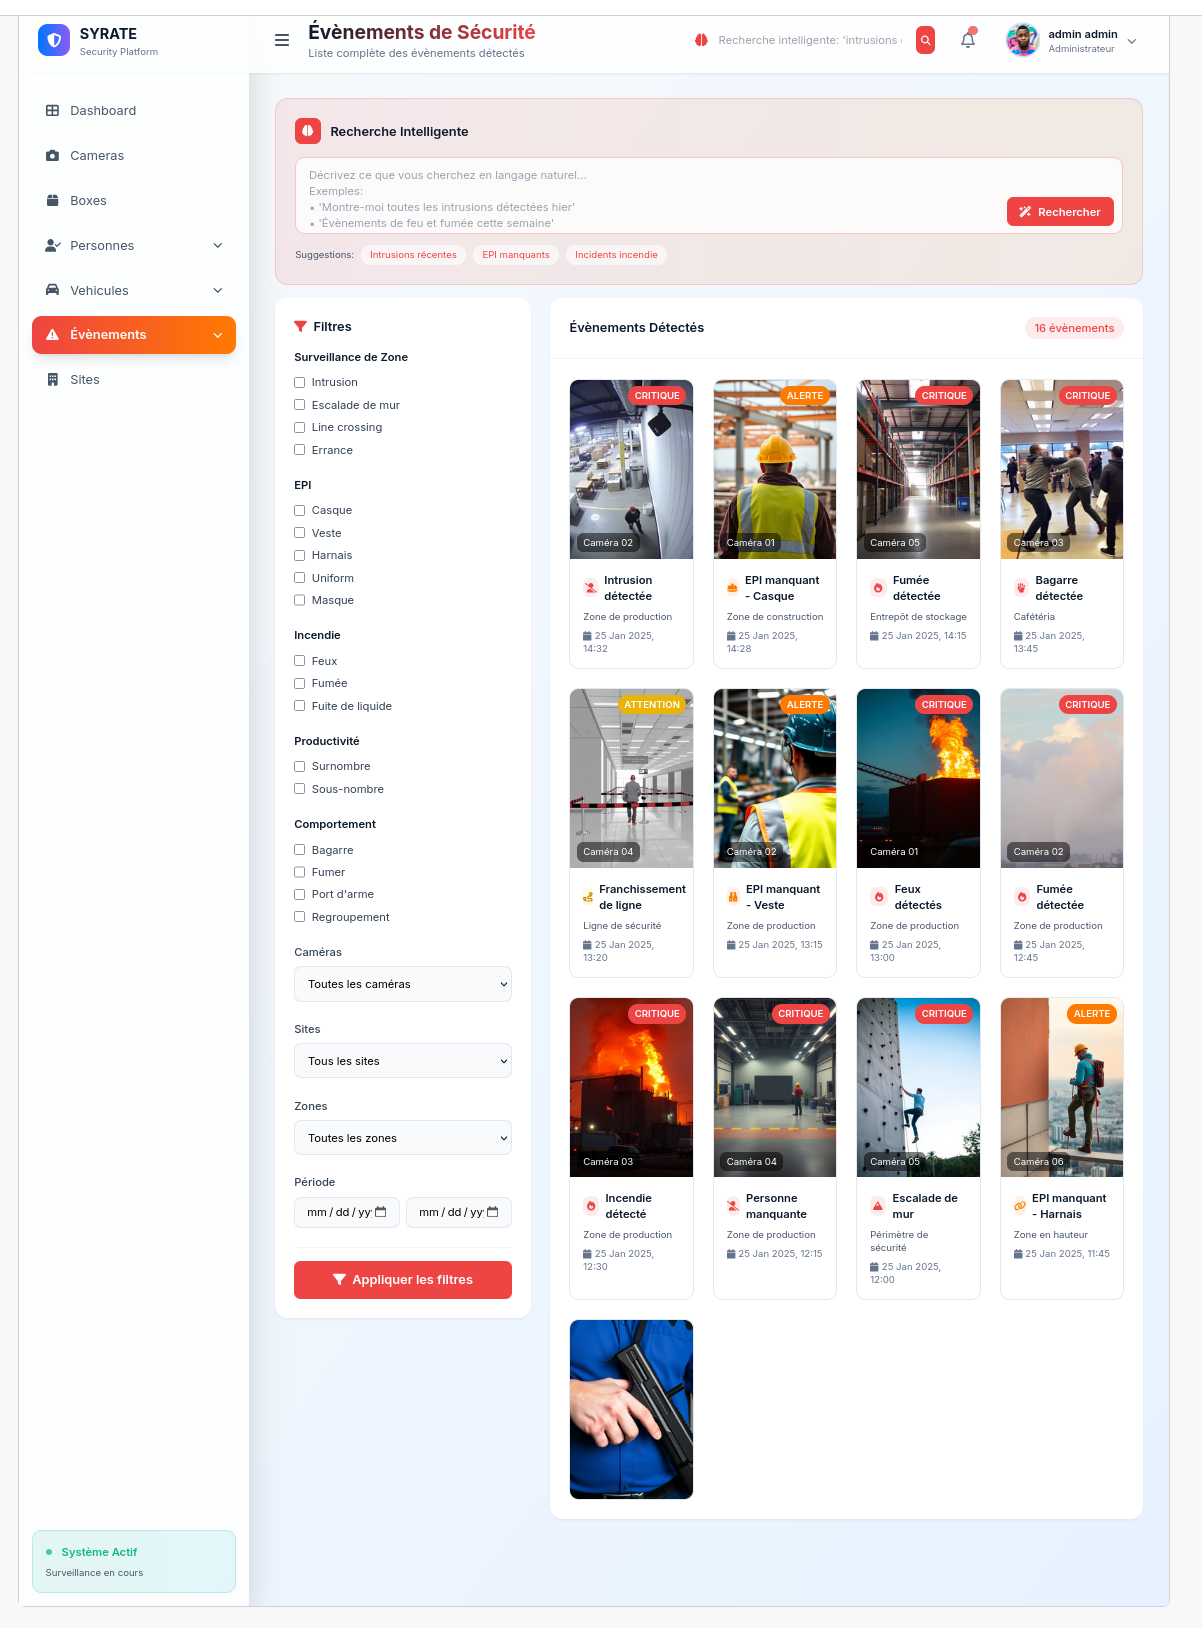 SYRATE
Security Platform
Évènements de Sécurité
Liste complète des évènements détectés
Recherche intelligente: 'intrusions
admin admin
Administrateur
Dashboard
Cameras
Boxes
Personnes
Vehicules
Évènements
Sites
Système Actif
Surveillance en cours
Recherche Intelligente
Décrivez ce que vous cherchez en langage naturel...
Exemples:
• 'Montre-moi toutes les intrusions détectées hier'
• 'Évènements de feu et fumée cette semaine'
Rechercher
Suggestions: Intrusions récentes EPI manquants Incidents incendie
Filtres
Surveillance de Zone
Intrusion
Escalade de mur
Line crossing
Errance
EPI
Casque
Veste
Harnais
Uniform
Masque
Incendie
Feux
Fumée
Fuite de liquide
Productivité
Surnombre
Sous-nombre
Comportement
Bagarre
Fumer
Port d'arme
Regroupement
Caméras
Toutes les caméras
Sites
Tous les sites
Zones
Toutes les zones
Période
mm/dd/yy mm/dd/yy
Appliquer les filtres
Évènements Détectés
16 évènements
CRITIQUE
Caméra 02
Intrusion
détectée
Zone de production
25 Jan 2025,
14:32
ALERTE
Caméra 01
EPI manquant
- Casque
Zone de construction
25 Jan 2025,
14:28
CRITIQUE
Caméra 05
Fumée
détectée
Entrepôt de stockage
25 Jan 2025, 14:15
CRITIQUE
Caméra 03
Bagarre
détectée
Cafétéria
25 Jan 2025,
13:45
ATTENTION
Caméra 04
Franchissement
de ligne
Ligne de sécurité
25 Jan 2025,
13:20
ALERTE
Caméra 02
EPI manquant
- Veste
Zone de production
25 Jan 2025, 13:15
CRITIQUE
Caméra 01
Feux
détectés
Zone de production
25 Jan 2025,
13:00
CRITIQUE
Caméra 02
Fumée
détectée
Zone de production
25 Jan 2025,
12:45
CRITIQUE
Caméra 03
Incendie
détecté
Zone de production
25 Jan 2025,
12:30
CRITIQUE
Caméra 04
Personne
manquante
Zone de production
25 Jan 2025, 12:15
CRITIQUE
Caméra 05
Escalade de
mur
Périmètre de
sécurité
25 Jan 2025,
12:00
ALERTE
Caméra 06
EPI manquant
- Harnais
Zone en hauteur
25 Jan 2025, 11:45